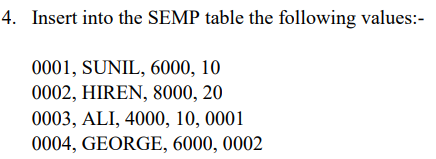 4. Insert into the SEMP table the following values:-
0001, SUNIL, 6000, 10
0002, HIREN, 8000, 20
0003, ALI, 4000, 10, 0001
0004, GEORGE, 6000, 0002